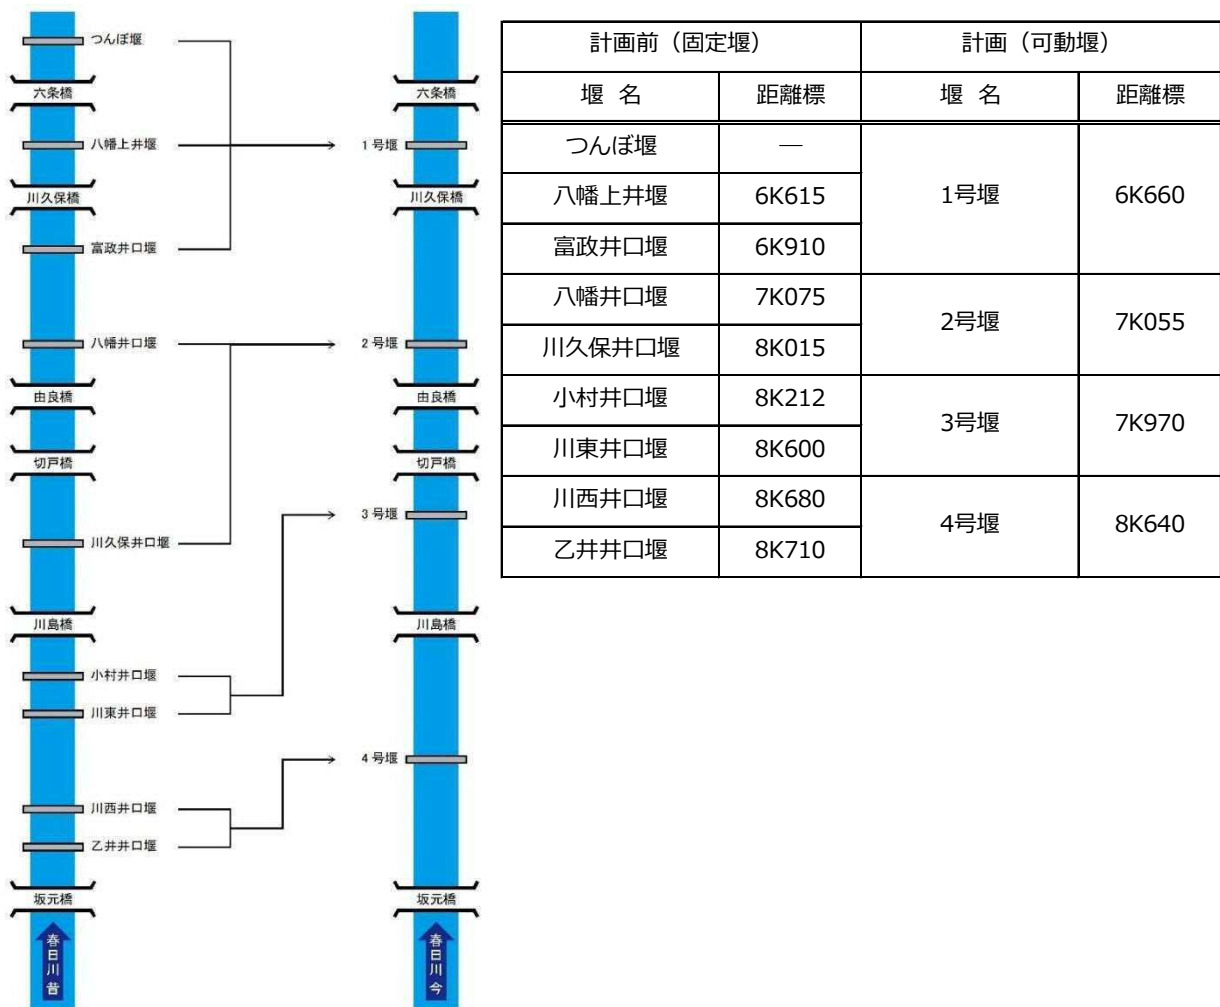 つんぼ堰
六条橋
八幡上井堰
川久保橋
富政井口堰
八幡井口堰
由良橋
切戸橋
川久保井口堰
川島橋
小村井口堰
川東井口堰
川西井口堰
乙井井口堰
坂元橋
春日川 昔
六条橋
1号堰
川久保橋
2号堰
由良橋
切戸橋
3号堰
川島橋
4号堰
坂元橋
春日川 今
計画前（固定堰） 計画（可動堰）
堰 名 距離標 堰 名 距離標
つんぼ堰 ―
八幡上井堰 6K615 1号堰 6K660
富政井口堰 6K910
八幡井口堰 7K075
2号堰 7K055
川久保井口堰 8K015
小村井口堰 8K212
3号堰 7K970
川東井口堰 8K600
川西井口堰 8K680
4号堰 8K640
乙井井口堰 8K710